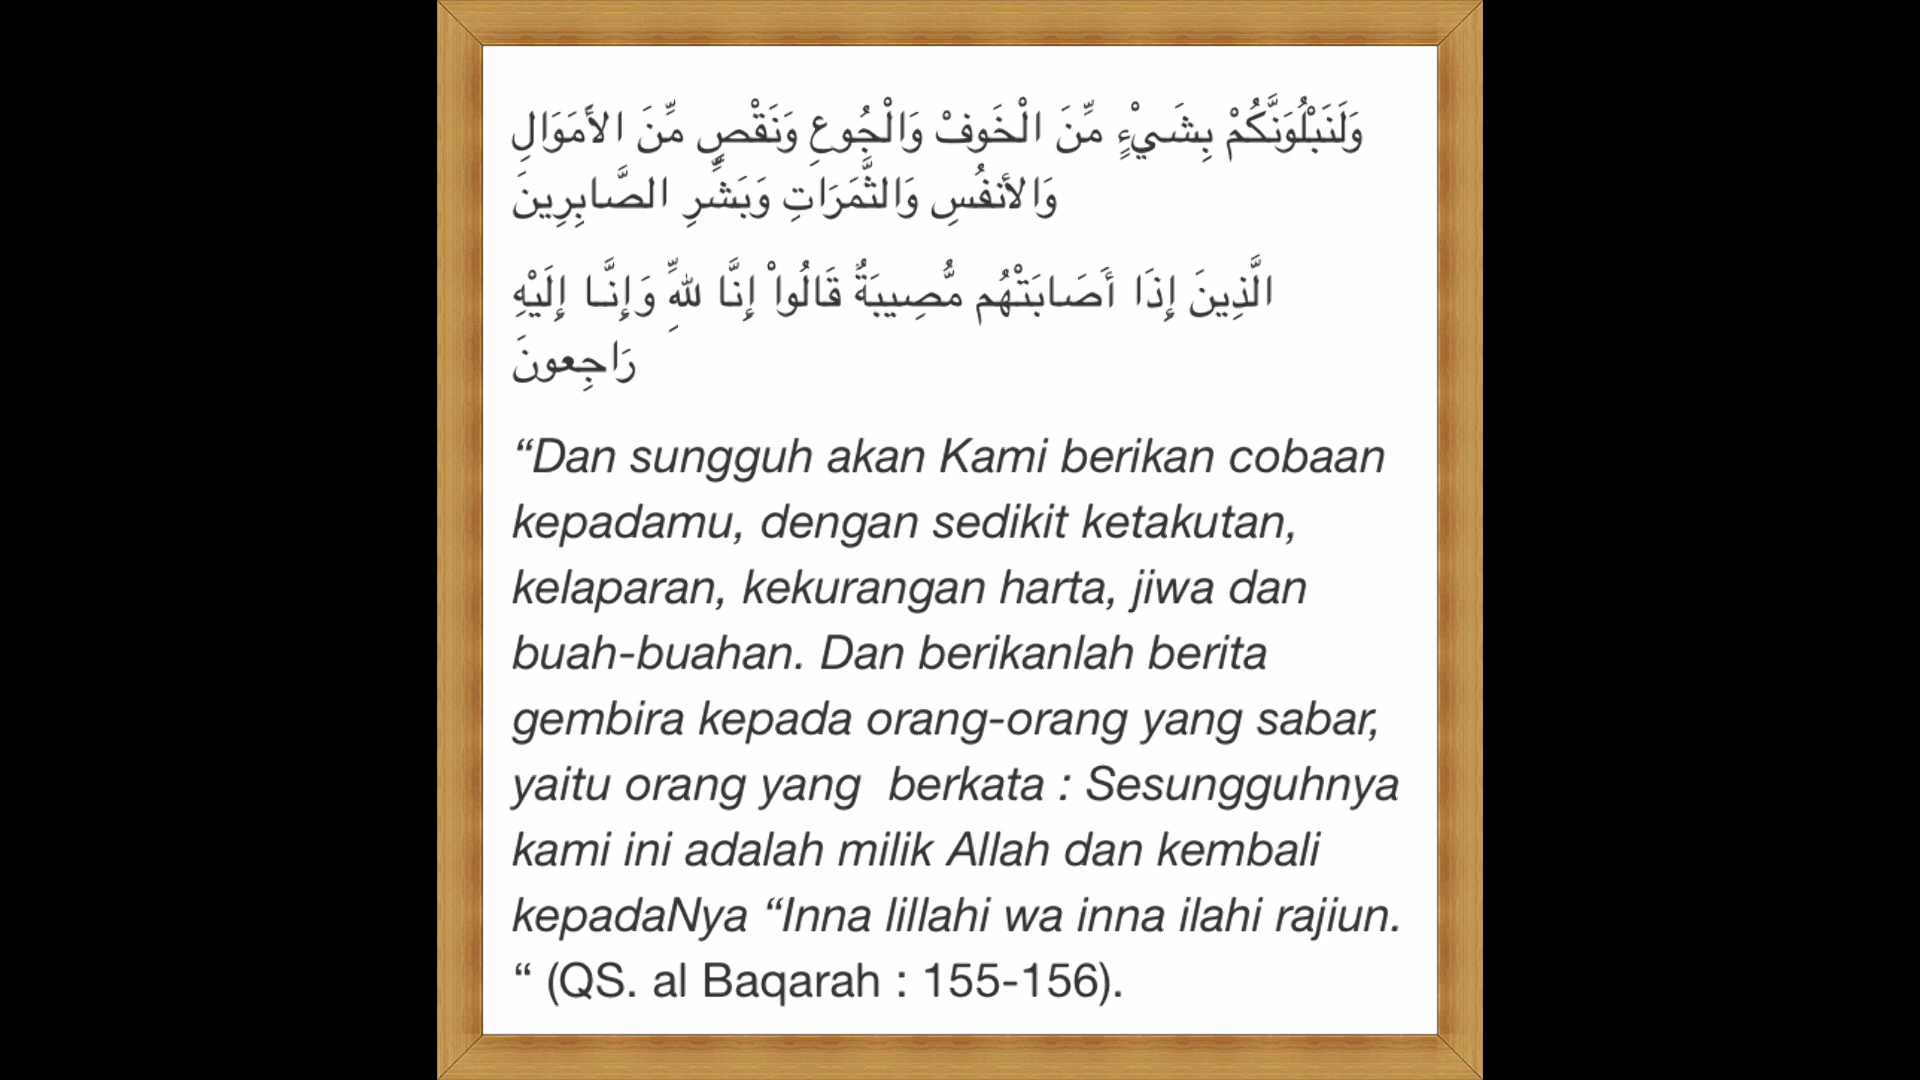 وَلَنَبْلُوَنَّكُمْ بِشَيْءٍ مِّنَ الْخَوفْ وَالْجُوعِ وَنَقْصٍ مِّنَ الأَمَوَالِ
وَالأنفُسِ وَالثَّمَرَاتِ وَبَشِّرِ الصَّابِرِينَ
الَّذِينَ إِذَا أَصَابَتْهُم مُّصِيبَةٌ قَالُواْ إِنَّا للهِّ وَإِنَّـا إِلَيْهِ
رَاجِعونَ
“Dan sungguh akan Kami berikan cobaan
kepadamu, dengan sedikit ketakutan,
kelaparan, kekurangan harta, jiwa dan
buah-buahan. Dan berikanlah berita
gembira kepada orang-orang yang sabar,
yaitu orang yang  berkata : Sesungguhnya
kami ini adalah milik Allah dan kembali
kepadaNya “Inna lillahi wa inna ilahi rajiun.
“ (QS. al Baqarah : 155-156).